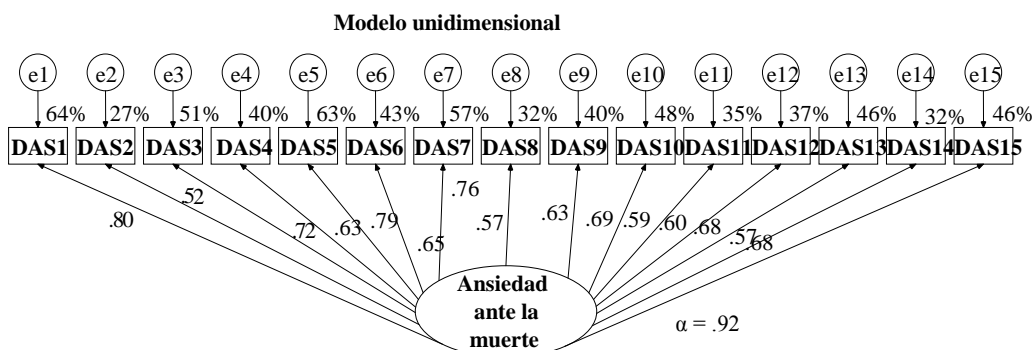 Modelo unidimensional
e1 e2 e3 e4 e5 e6 e7 e8 e9 e10 e11 e12 e13 e14 e15
64% 27% 51% 40% 63% 43% 57% 32% 40% 48% 35% 37% 46% 32% 46%
DAS1 DAS2 DAS3 DAS4 DAS5 DAS6 DAS7 DAS8 DAS9 DAS10 DAS11 DAS12 DAS13 DAS14 DAS15
.80 .52 .72 .63 .79 .65 .76 .57 .63 .69 .59 .60 .68 .57 .68
Ansiedad
ante la
muerte
α = .92